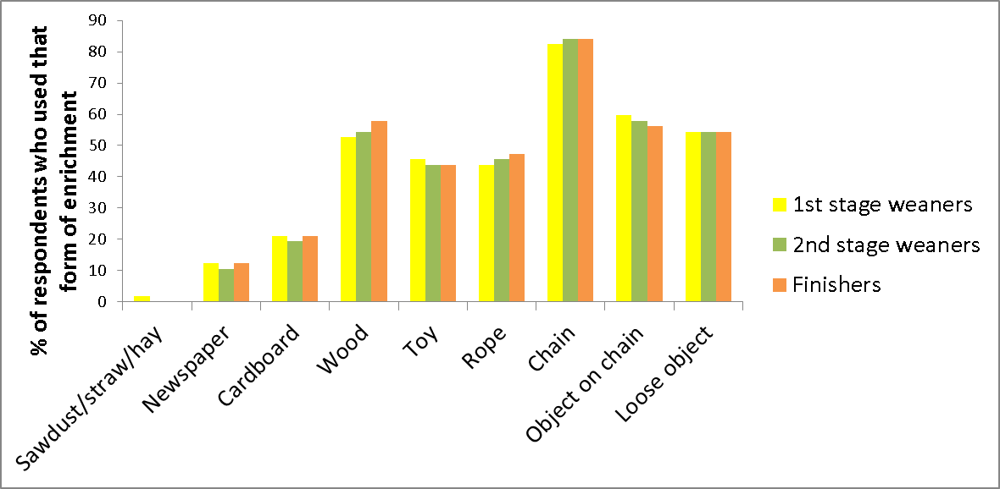 % of respondents who used that
form of enrichment
90
80
70
60
50
40
30
20
10
0
Sawdust/straw/hay
Newspaper
Cardboard
Wood
Toy
Rope
Chain
Object on chain
Loose object
1st stage weaners
2nd stage weaners
Finishers